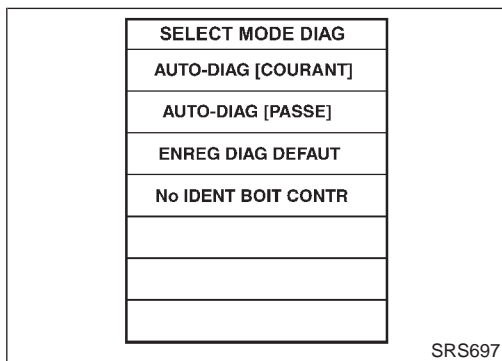 SELECT MODE DIAG
AUTO-DIAG [COURANT]
AUTO-DIAG [PASSE]
ENREG DIAG DEFAUT
No IDENT BOIT CONTR
SRS697